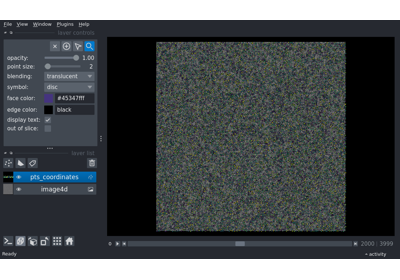 File View Window Plugins Help
layer controls
opacity: 1.00
point size: 2
blending: translucent
symbol: disc
face color: #45347fff
edge color: black
display text:
out of slice:
layer list
pts_coordinates
image4d
0 2000 3999
Ready activity